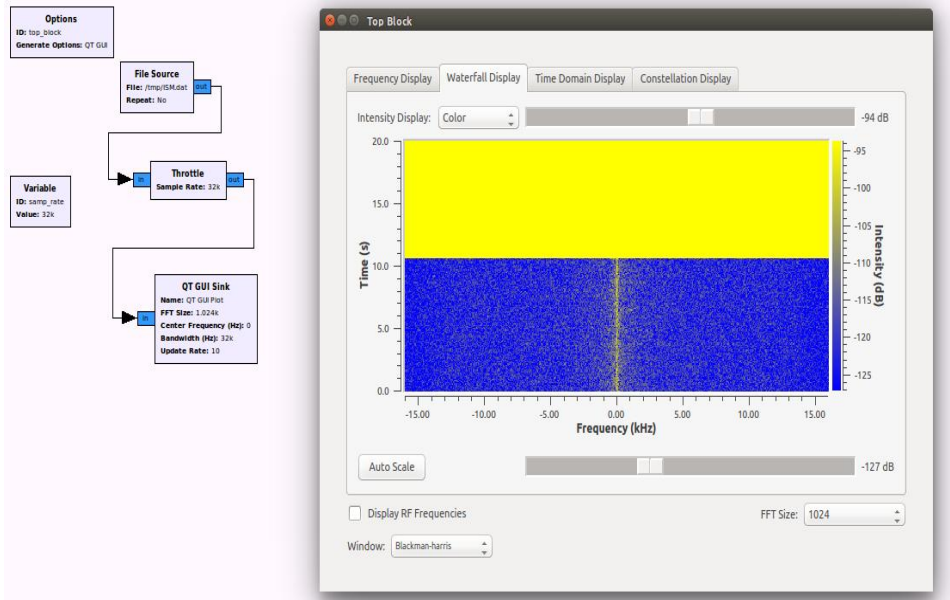 Options
ID: top_block
Generate Options: QT GUI
File Source
File: /tmp/ISM.dat
Repeat: No
out
in
Throttle
Sample Rate: 32k
out
Variable
ID: samp_rate
Value: 32k
in
QT GUI Sink
Name: QT GUI Plot
FFT Size: 1.024k
Center Frequency (Hz): 0
Bandwidth (Hz): 32k
Update Rate: 10
Top Block
Frequency Display
Waterfall Display
Time Domain Display
Constellation Display
Intensity Display:
Color
-94 dB
20.0
15.0
10.0
5.0
0.0
Time (s)
-15.00
-10.00
-5.00
0.00
5.00
10.00
15.00
Frequency (kHz)
-95
-100
-105
-110
-115
-120
-125
Intensity (dB)
Auto Scale
-127 dB
Display RF Frequencies
FFT Size:
1024
Window:
Blackman-harris